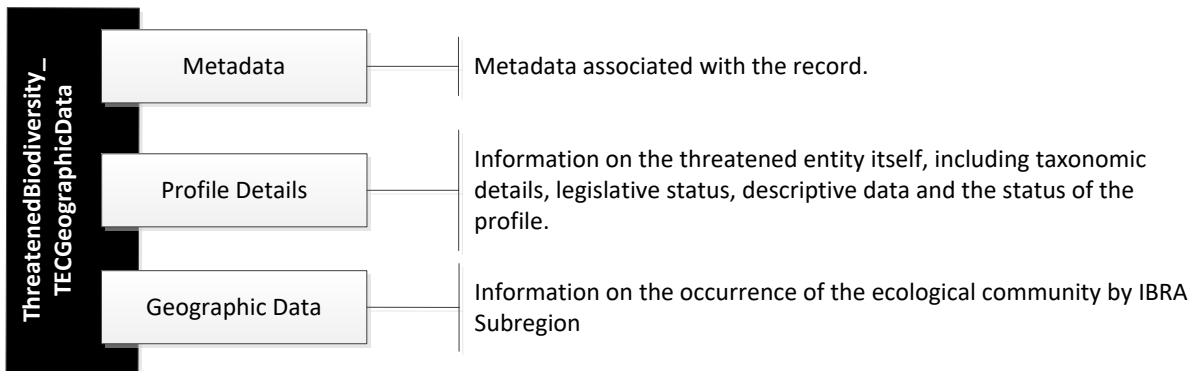 ThreatenedBiodiversity_
TECGeographicData
Metadata
Metadata associated with the record.
Profile Details
Information on the threatened entity itself, including taxonomic
details, legislative status, descriptive data and the status of the
profile.
Geographic Data
Information on the occurrence of the ecological community by IBRA
Subregion